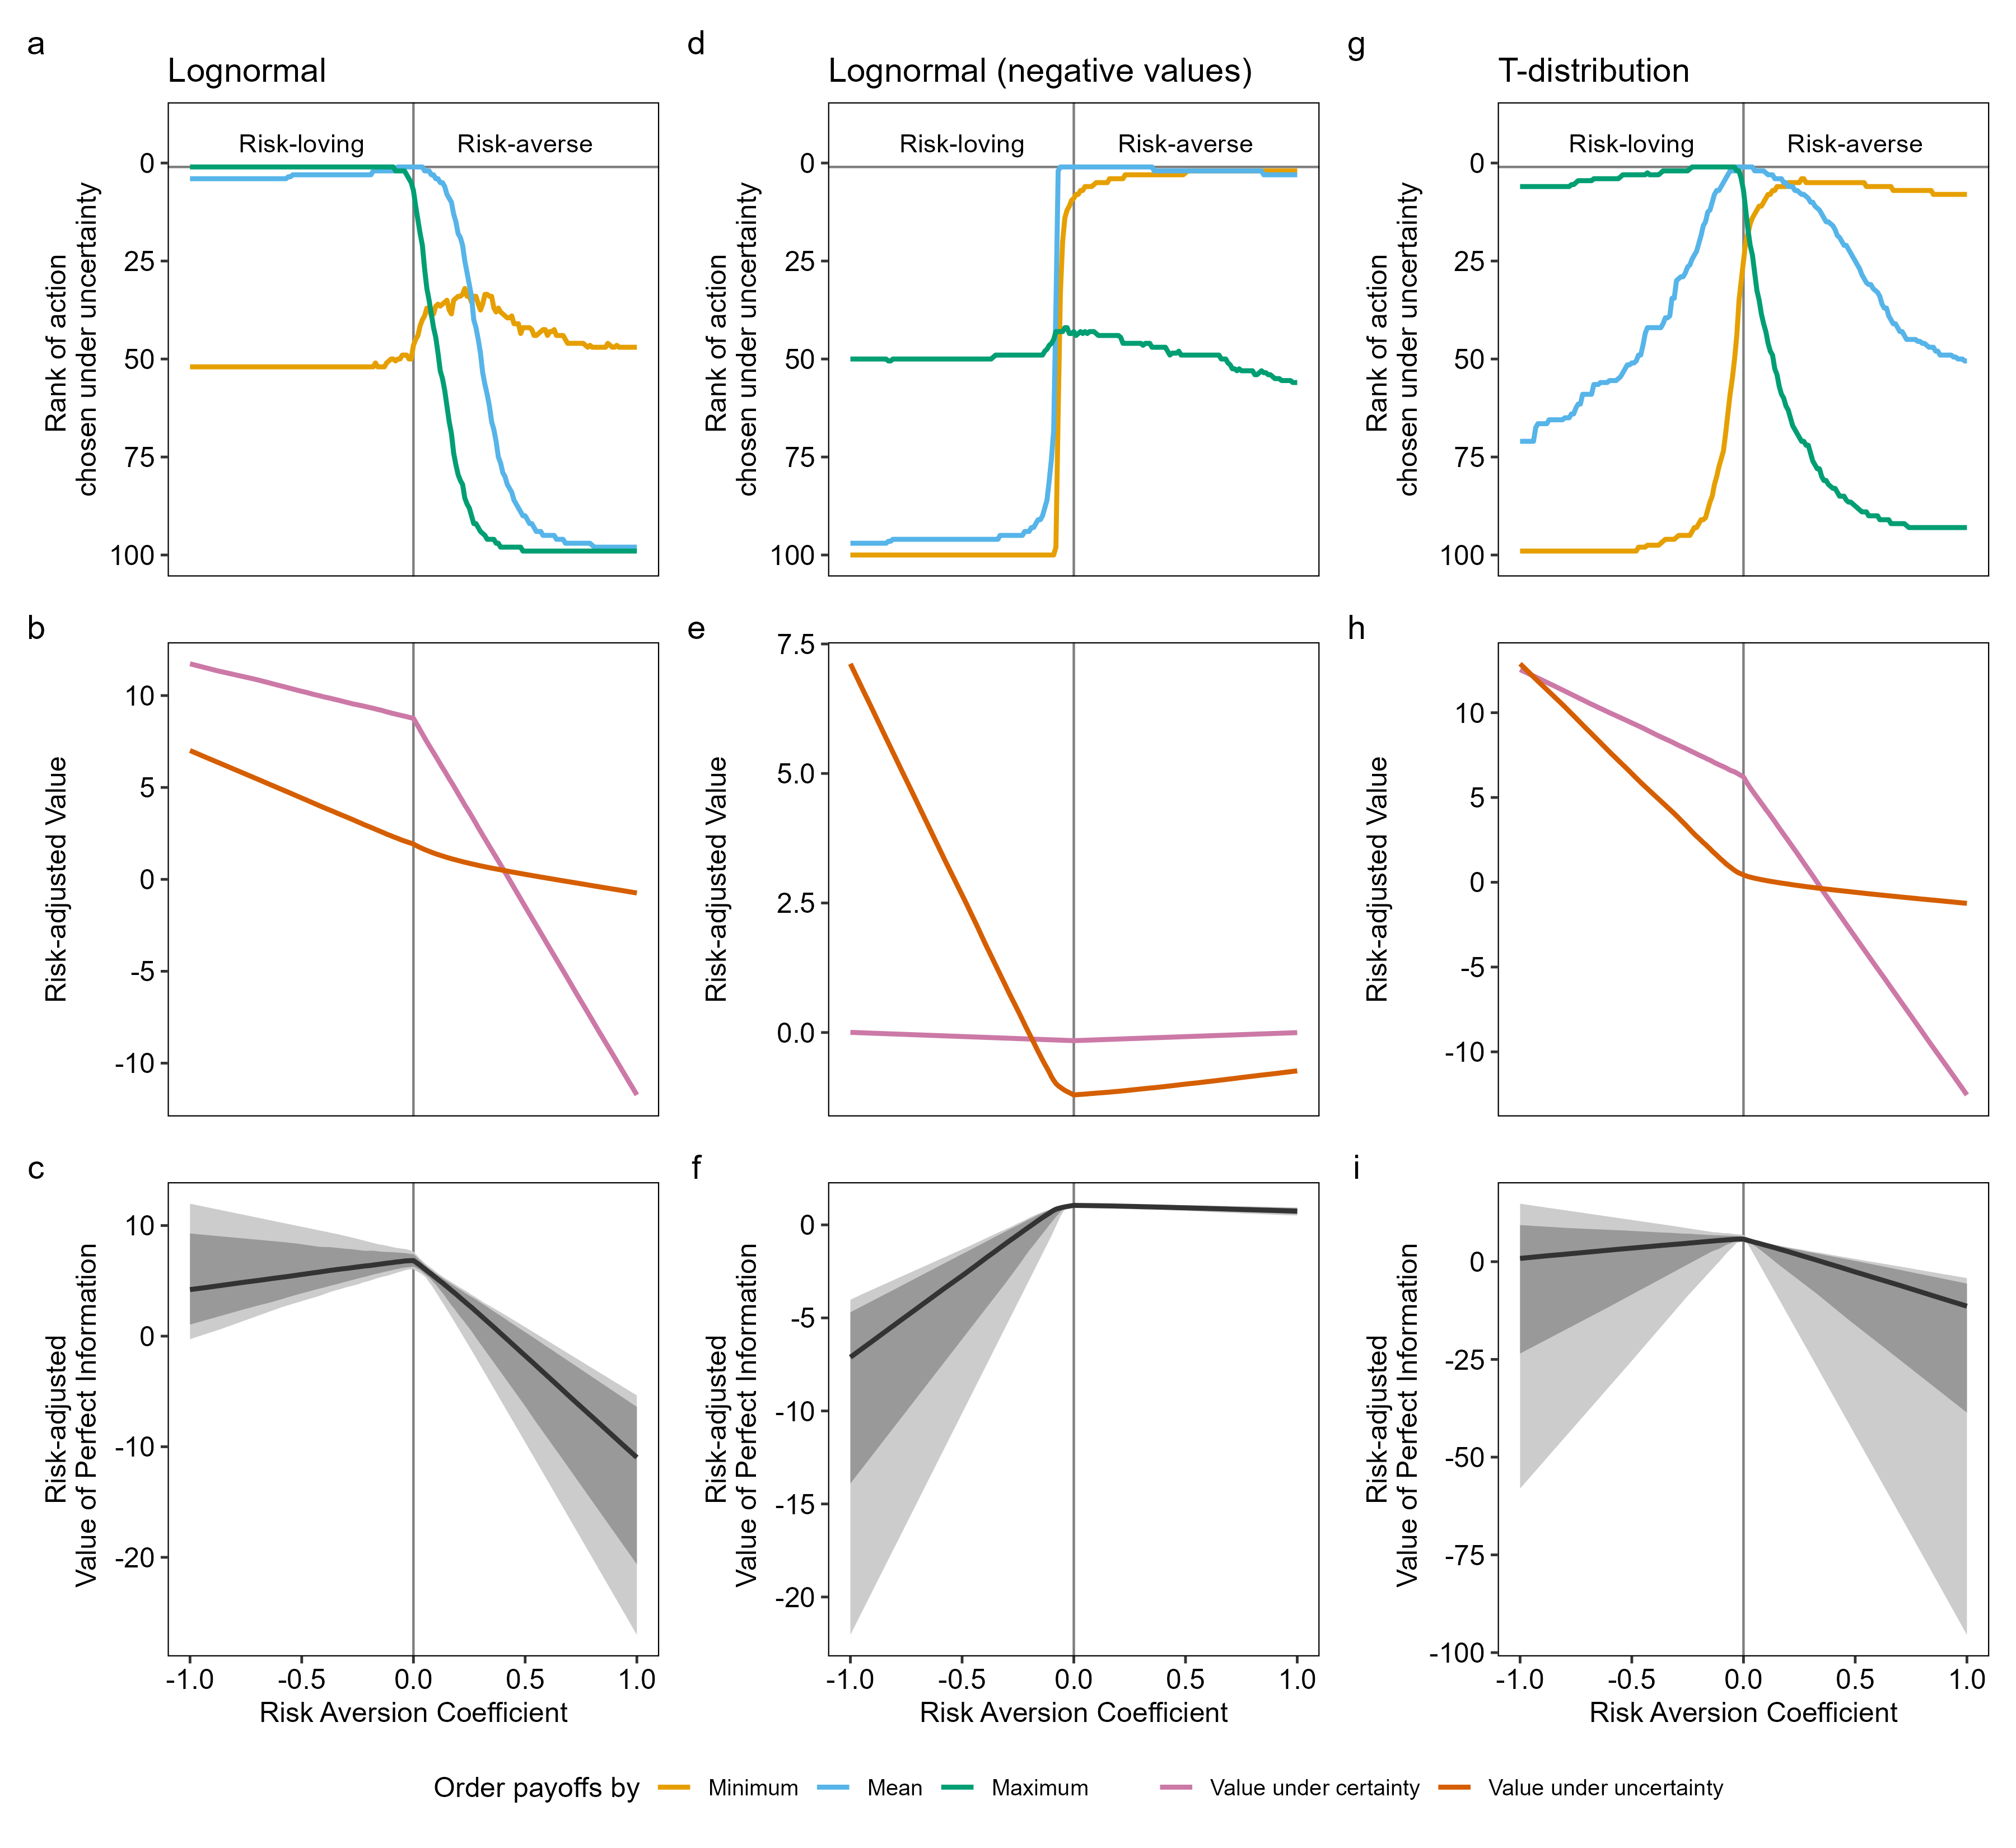 a
Lognormal
Risk-loving
Risk-averse
0
25
50
75
100
Rank of action
chosen under uncertainty
d
Lognormal (negative values)
Risk-loving
Risk-averse
0
25
50
75
100
Rank of action
chosen under uncertainty
g
T-distribution
Risk-loving
Risk-averse
0
25
50
75
100
Rank of action
chosen under uncertainty
b
10
5
0
-5
-10
Risk-adjusted Value
e
7.5
5.0
2.5
0.0
Risk-adjusted Value
h
10
5
0
-5
-10
Risk-adjusted Value
c
10
0
-10
-20
Risk-adjusted
Value of Perfect Information
-1.0 -0.5 0.0 0.5 1.0
Risk Aversion Coefficient
f
0
-5
-10
-15
-20
Risk-adjusted
Value of Perfect Information
-1.0 -0.5 0.0 0.5 1.0
Risk Aversion Coefficient
i
0
-25
-50
-75
-100
Risk-adjusted
Value of Perfect Information
-1.0 -0.5 0.0 0.5 1.0
Risk Aversion Coefficient
Order payoffs by Minimum Mean Maximum Value under certainty Value under uncertainty